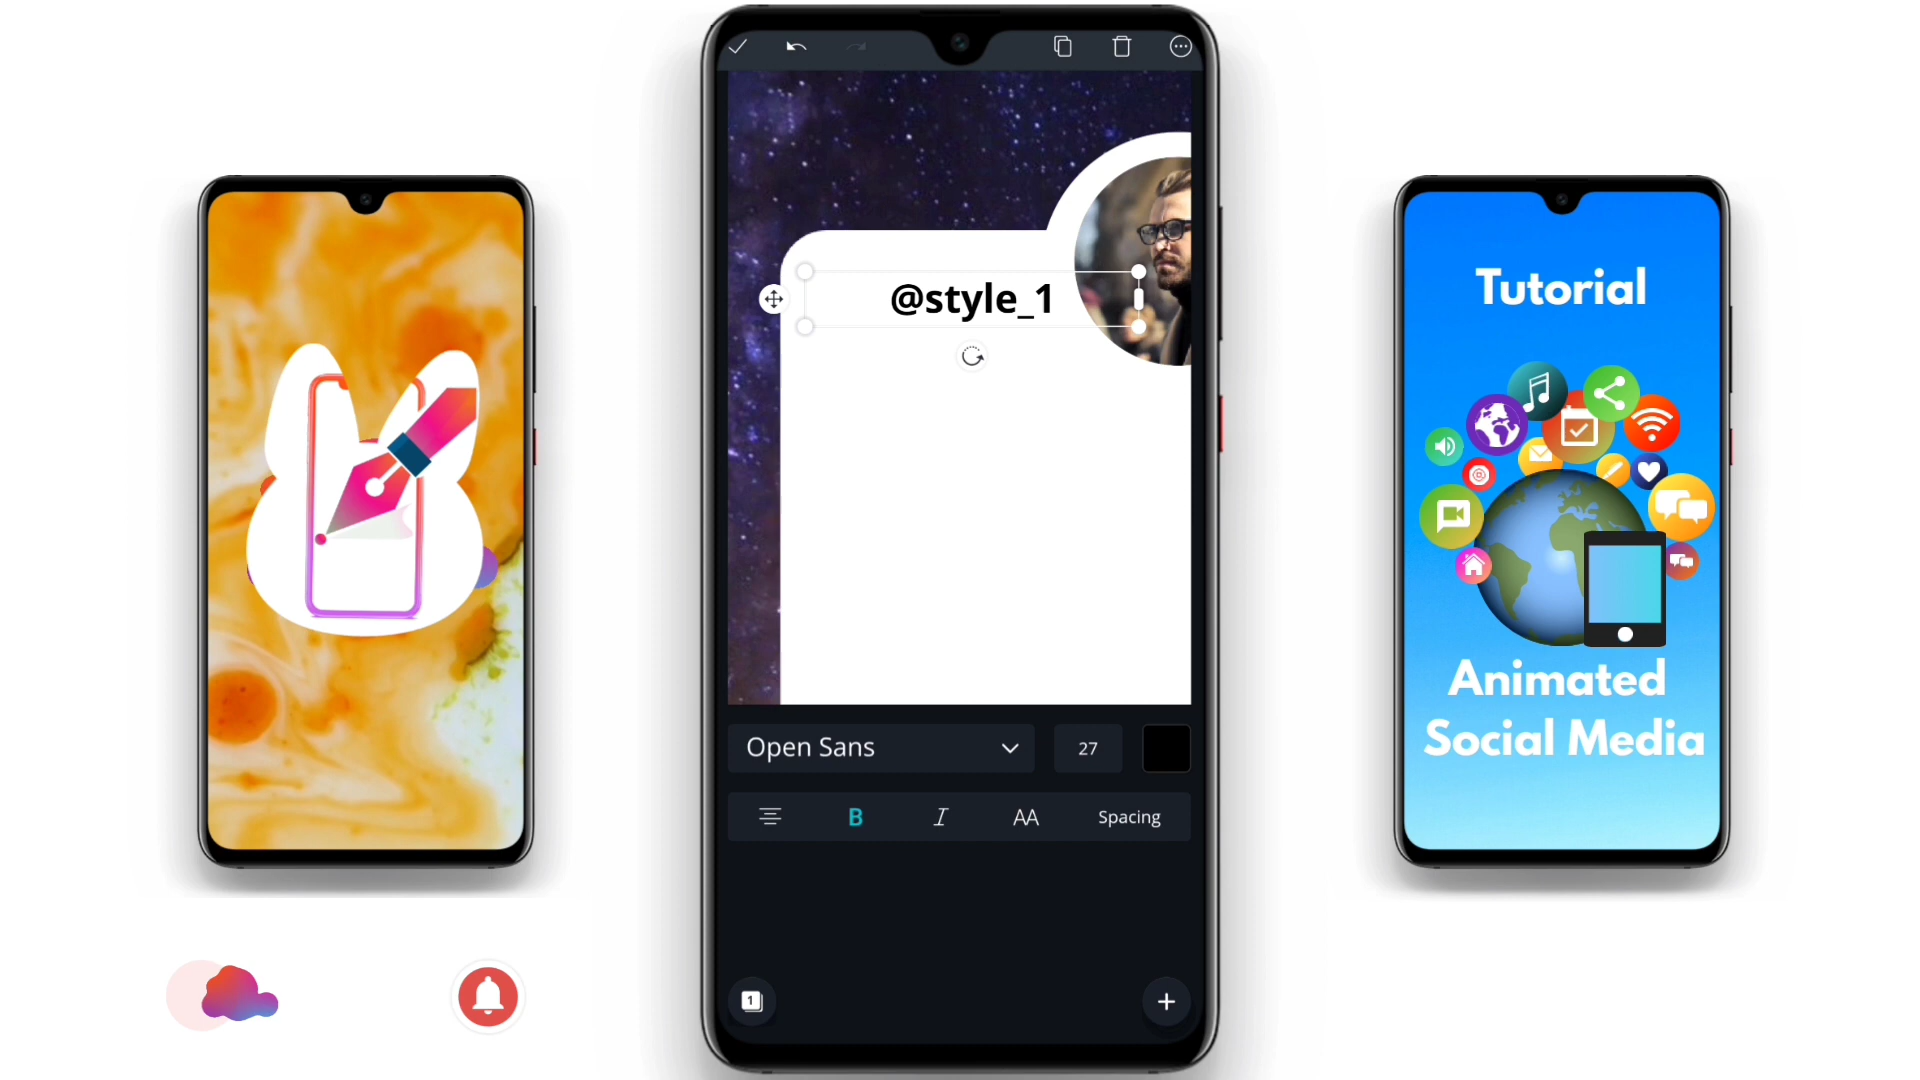 @style_1
Open Sans
27
B
I
AA
Spacing
1
Tutorial
Animated
Social Media